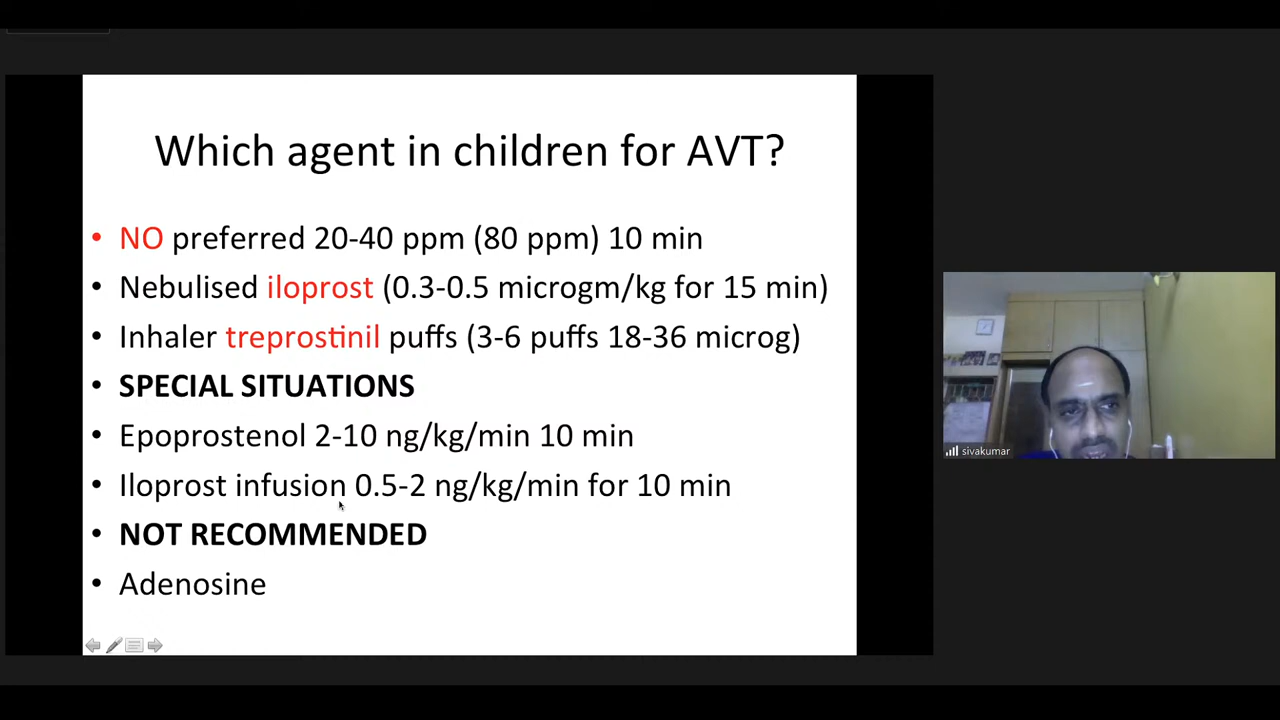 Which agent in children for AVT?
• NO preferred 20-40 ppm (80 ppm) 10 min
• Nebulised iloprost (0.3-0.5 microgm/kg for 15 min)
• Inhaler treprostinil puffs (3-6 puffs 18-36 microg)
• SPECIAL SITUATIONS
• Epoprostenol 2-10 ng/kg/min 10 min
• Iloprost infusion 0.5-2 ng/kg/min for 10 min
• NOT RECOMMENDED
• Adenosine
sivakumar